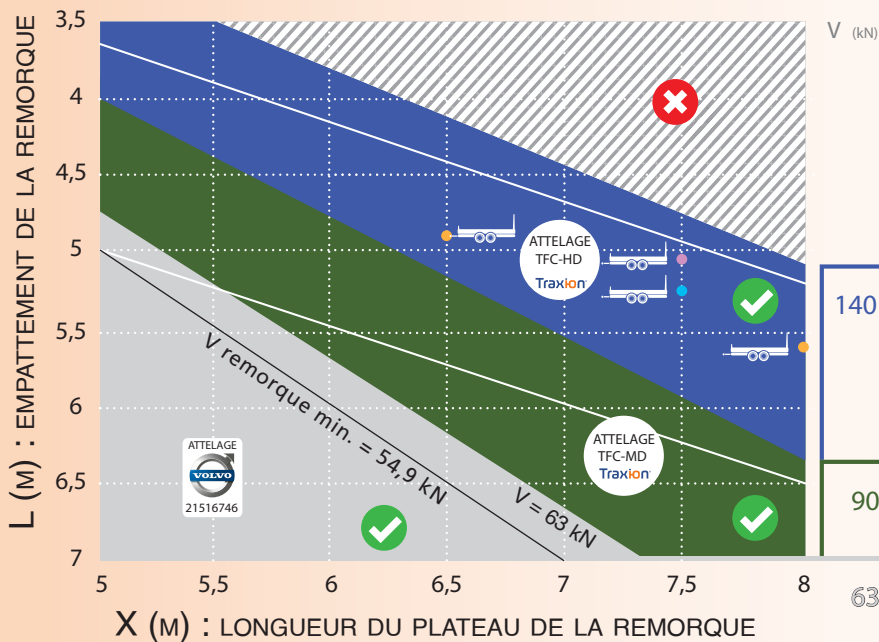 3,5
V (kN)
4
4,5
5
ATTELAGE
TFC-HD
Traxion
140
5,5
V remorque min. = 54,9 kN
6
ATTELAGE
TFC-MD
Traxion
ATTELAGE
VOLVO
21516746
6,5
V = 63 kN
90
7
5
5,5
6
6,5
7
7,5
8
63
L (M) : EMPATTEMENT DE LA REMORQUE
X (M) : LONGUEUR DU PLATEAU DE LA REMORQUE